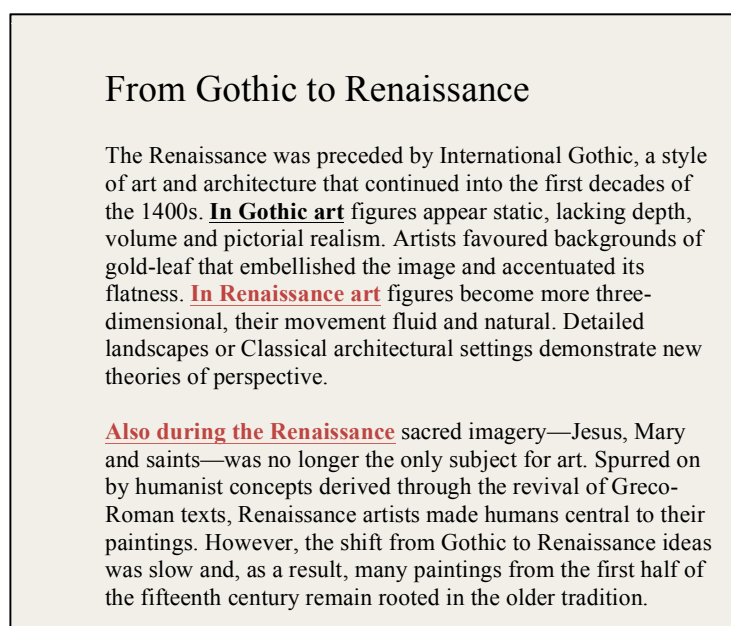 From Gothic to Renaissance
The Renaissance was preceded by International Gothic, a style
of art and architecture that continued into the first decades of
the 1400s. In Gothic art figures appear static, lacking depth,
volume and pictorial realism. Artists favoured backgrounds of
gold-leaf that embellished the image and accentuated its
flatness. In Renaissance art figures become more three-
dimensional, their movement fluid and natural. Detailed
landscapes or Classical architectural settings demonstrate new
theories of perspective.
Also during the Renaissance sacred imagery—Jesus, Mary
and saints—was no longer the only subject for art. Spurred on
by humanist concepts derived through the revival of Greco-
Roman texts, Renaissance artists made humans central to their
paintings. However, the shift from Gothic to Renaissance ideas
was slow and, as a result, many paintings from the first half of
the fifteenth century remain rooted in the older tradition.